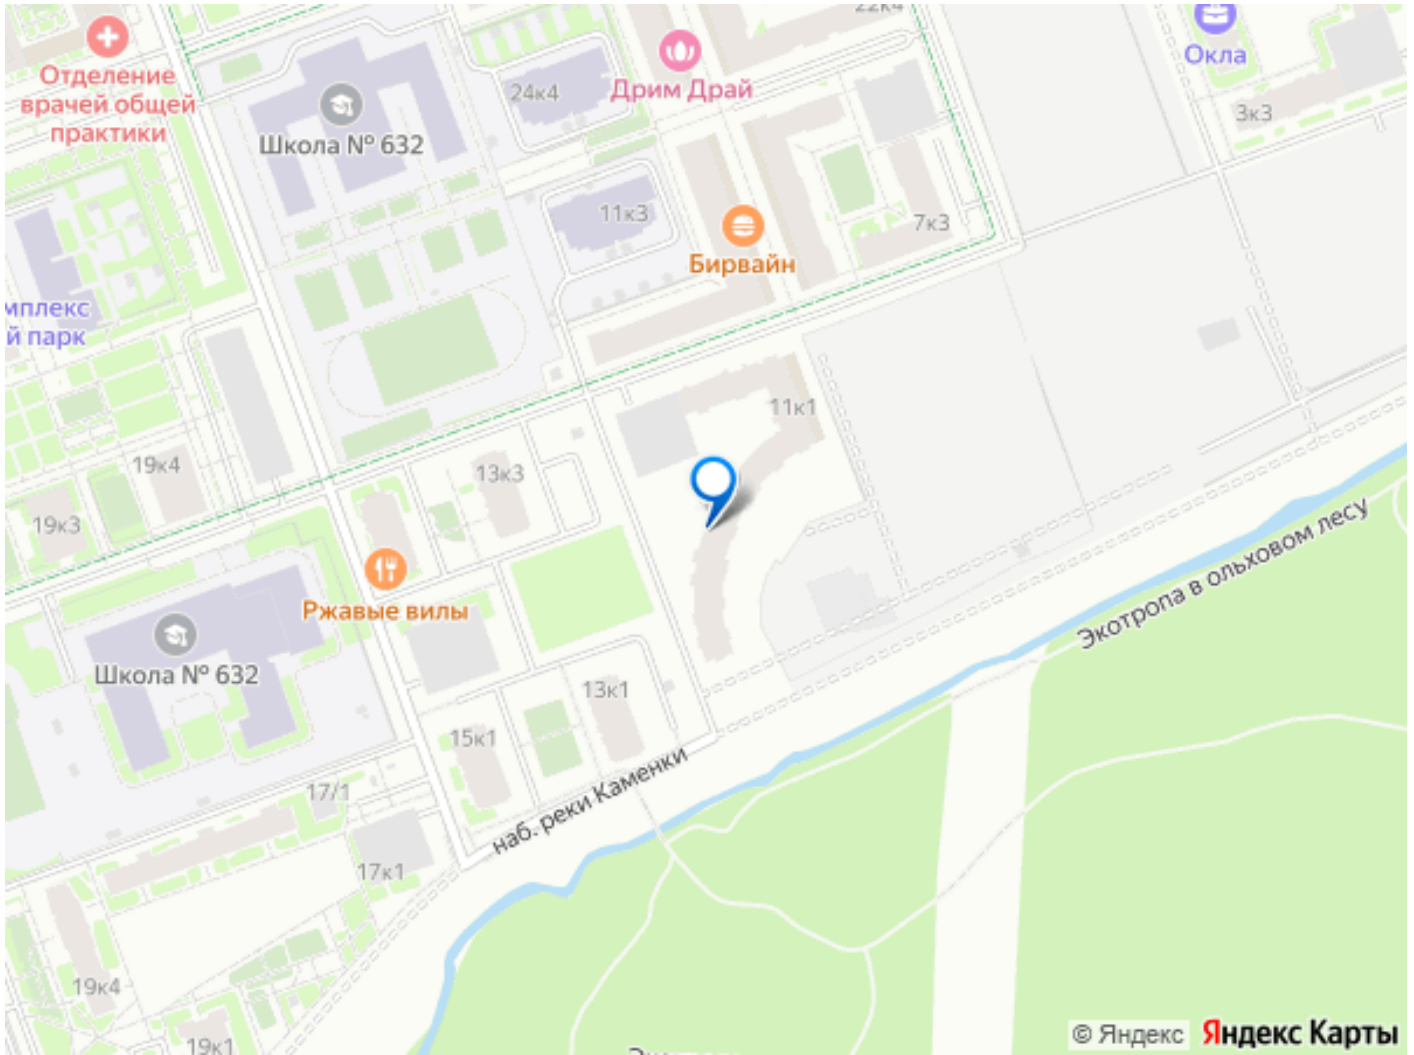 22к4
Окла
Отделение
врачей общей
практики
24к4
Дрим Драй
3к3
Школа № 632
11к3
7к3
Бирвайн
мплекс
й парк
11к1
19к4
13к3
19к3
Экотропа в ольховом лесу
Ржавые вилы
Школа № 632
13к1
15к1
наб. реки Каменки
17/1
17к1
19к4
19к1
© Яндекс Яндекс Карты